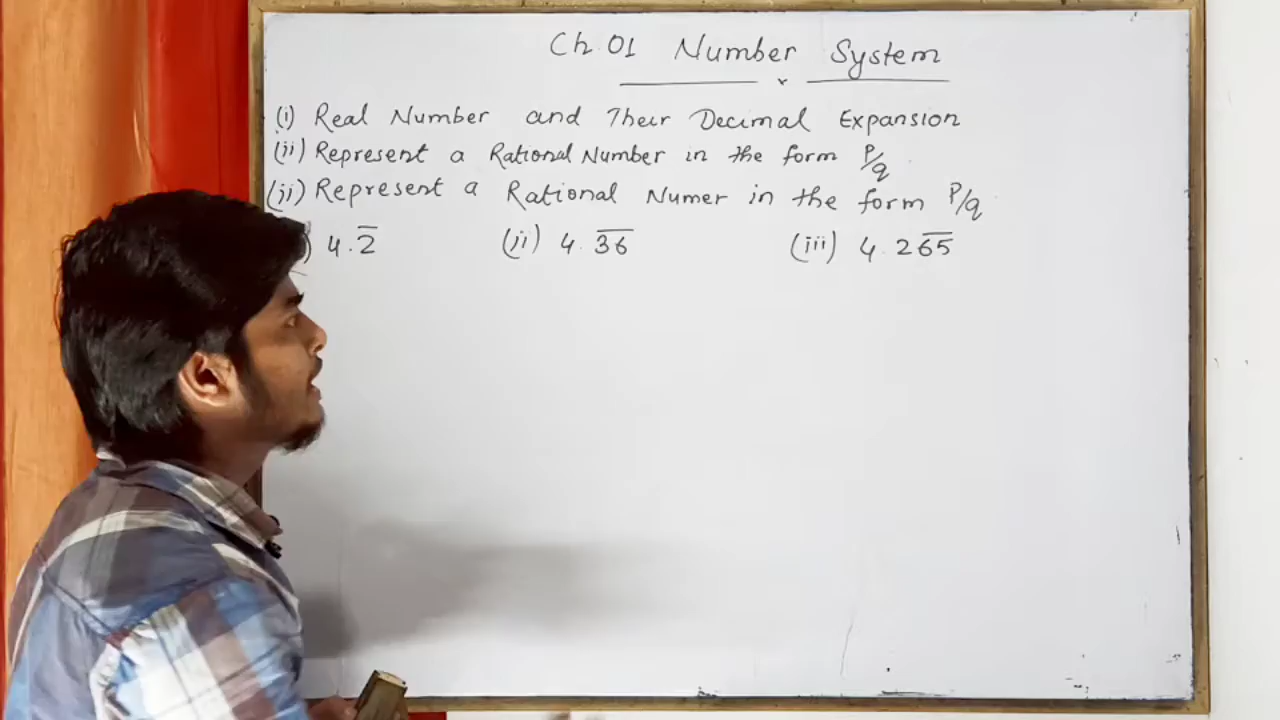 Ch. 01 Number System
(i) Real Number and Their Decimal Expansion
(ii) Represent a Rational Number in the form P/q
(ii) Represent a Rational Numer in the form P/q
) 4.2̅ (ii) 4.3̅6̅ (iii) 4.26̅5̅